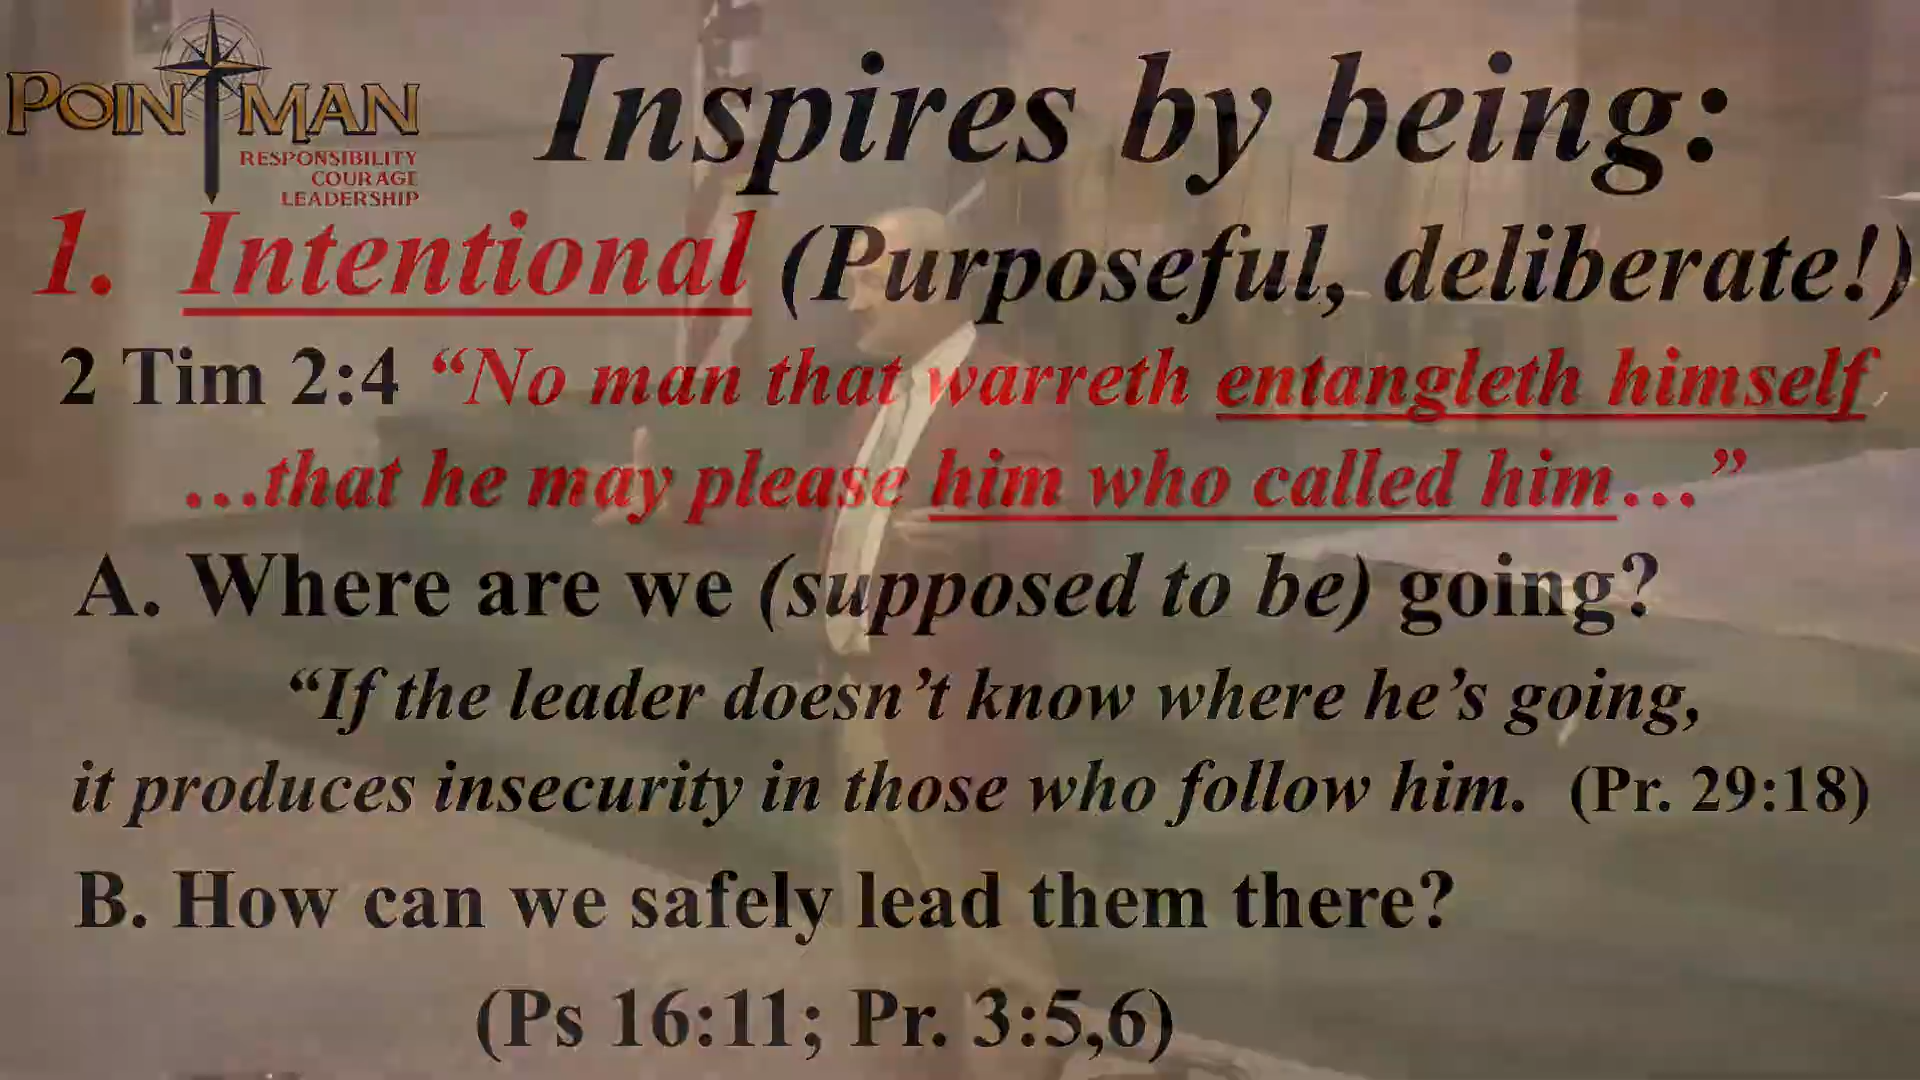 POINTMAN
RESPONSIBILITY
COURAGE
LEADERSHIP
Inspires by being:
1. Intentional (Purposeful, deliberate!)
2 Tim 2:4 “No man that warreth entangleth himself
…that he may please him who called him…”
A. Where are we (supposed to be) going?
“If the leader doesn’t know where he’s going,
it produces insecurity in those who follow him. (Pr. 29:18)
B. How can we safely lead them there?
(Ps 16:11; Pr. 3:5,6)